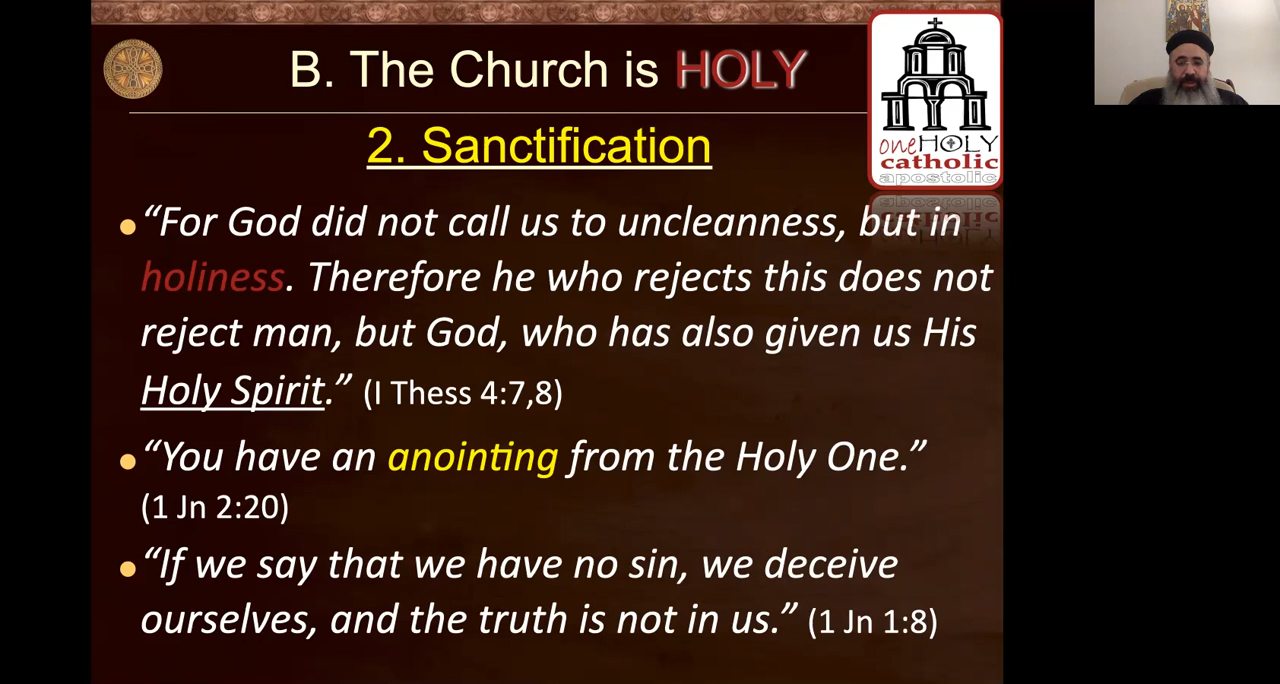 B. The Church is HOLY
oneHOLY
catholic
apostolic
2. Sanctification
“For God did not call us to uncleanness, but in
holiness. Therefore he who rejects this does not
reject man, but God, who has also given us His
Holy Spirit.” (I Thess 4:7,8)
“You have an anointing from the Holy One.”
(1 Jn 2:20)
“If we say that we have no sin, we deceive
ourselves, and the truth is not in us.” (1 Jn 1:8)